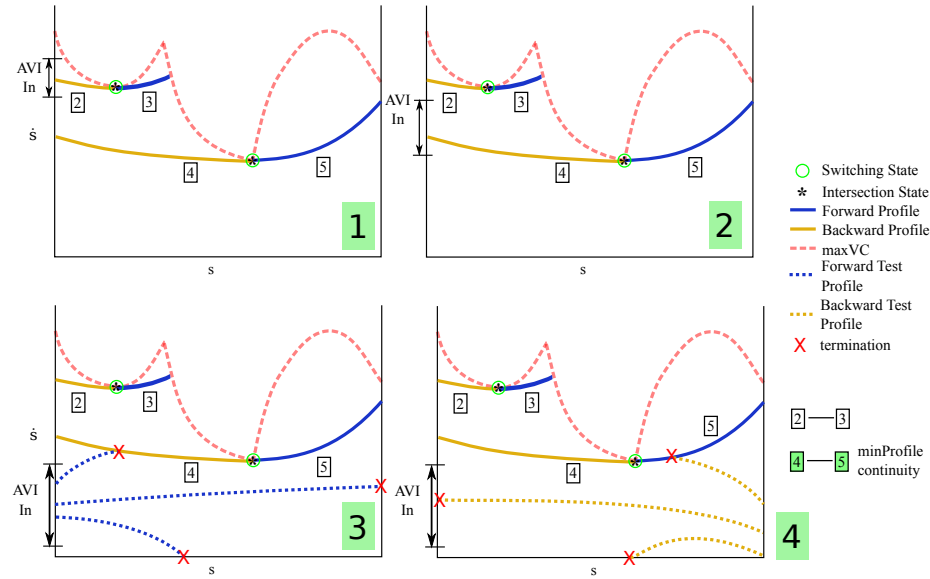 AVI
In
2
3
ṡ
4
5
1
s
AVI
In
2
3
4
5
2
s
Switching State
* Intersection State
Forward Profile
Backward Profile
maxVC
Forward Test
Profile
Backward Test
Profile
X termination
2 3
4 5 minProfile
continuity
2
3
ṡ
4
5
AVI
In
X
X
X
3
s
2
3
4
5
AVI
In
X
X
X
4
s